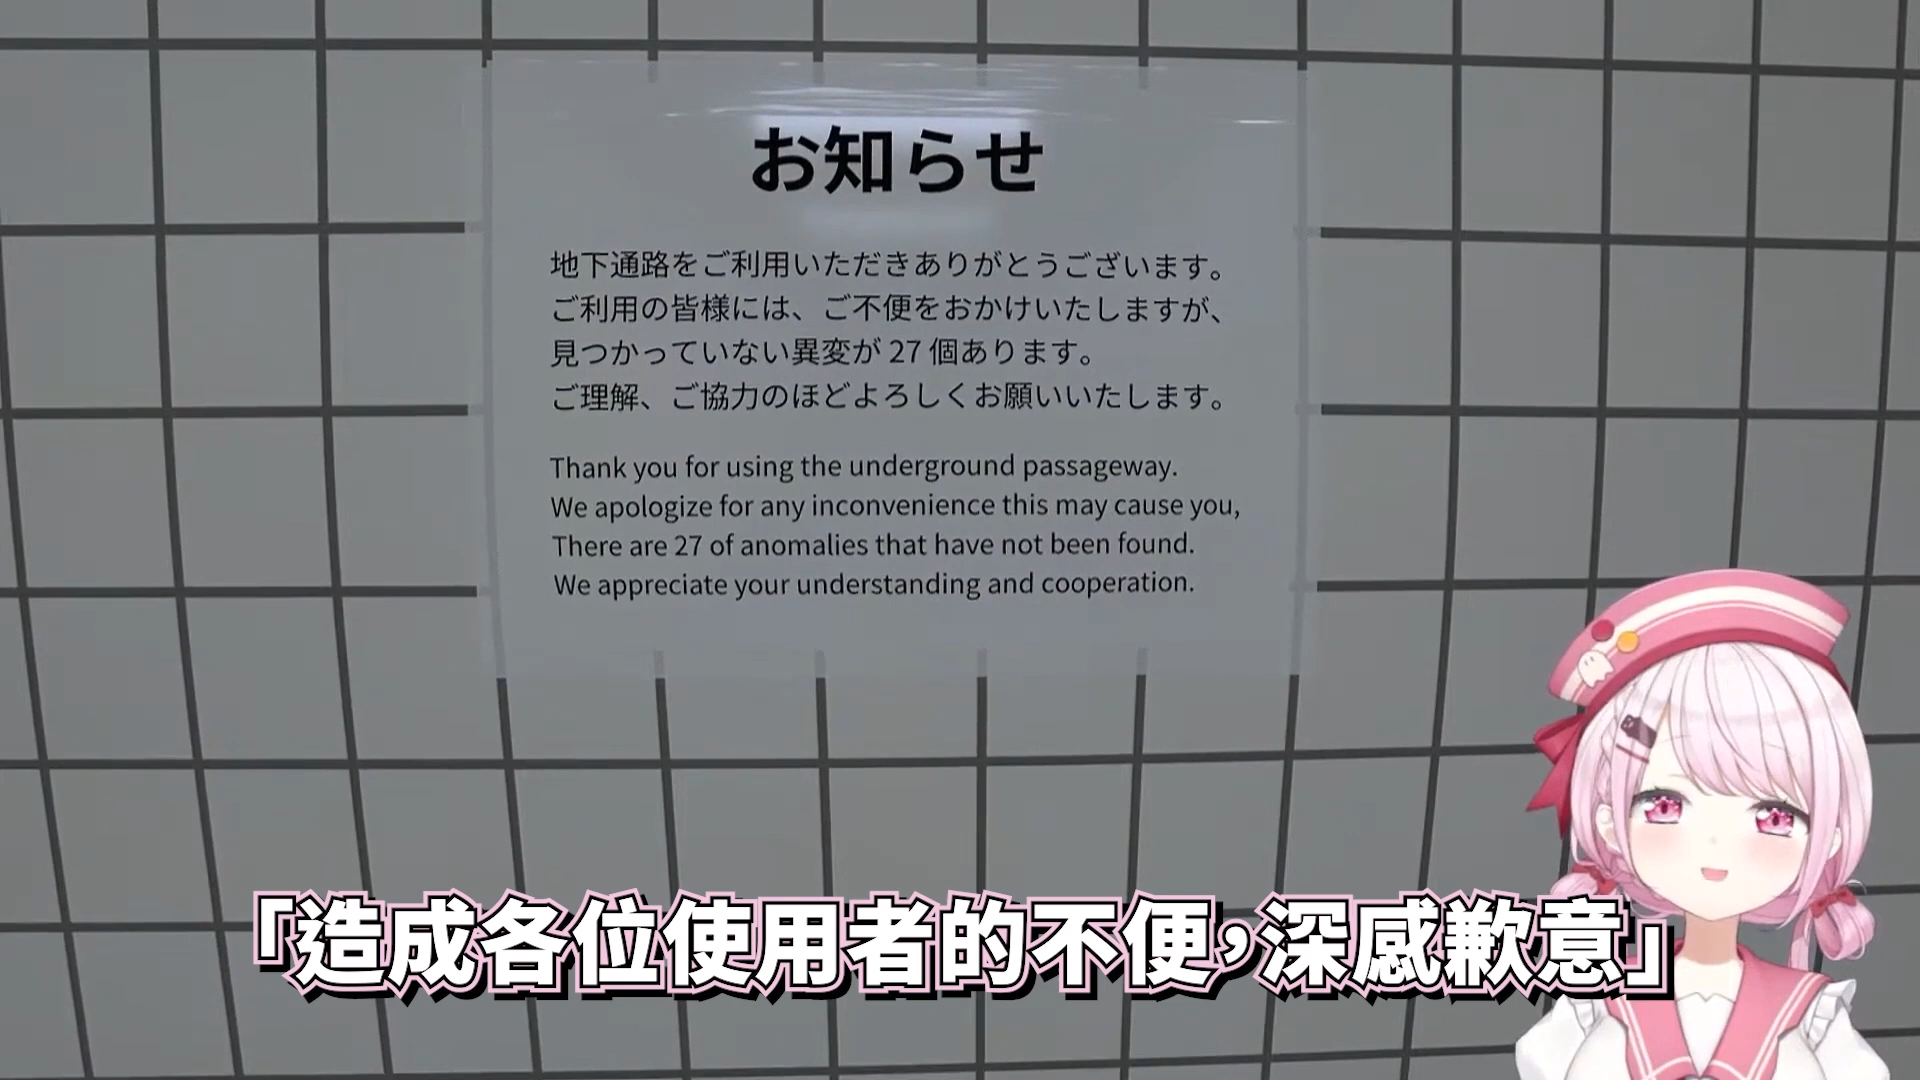 お知らせ
地下通路をご利用いただきありがとうございます。
ご利用の皆様には、ご不便をおかけいたしますが、
見つかっていない異変が 27 個あります。
ご理解、ご協力のほどよろしくお願いいたします。
Thank you for using the underground passageway.
We apologize for any inconvenience this may cause you,
There are 27 of anomalies that have not been found.
We appreciate your understanding and cooperation.
「造成各位使用者的不便，深感歉意」